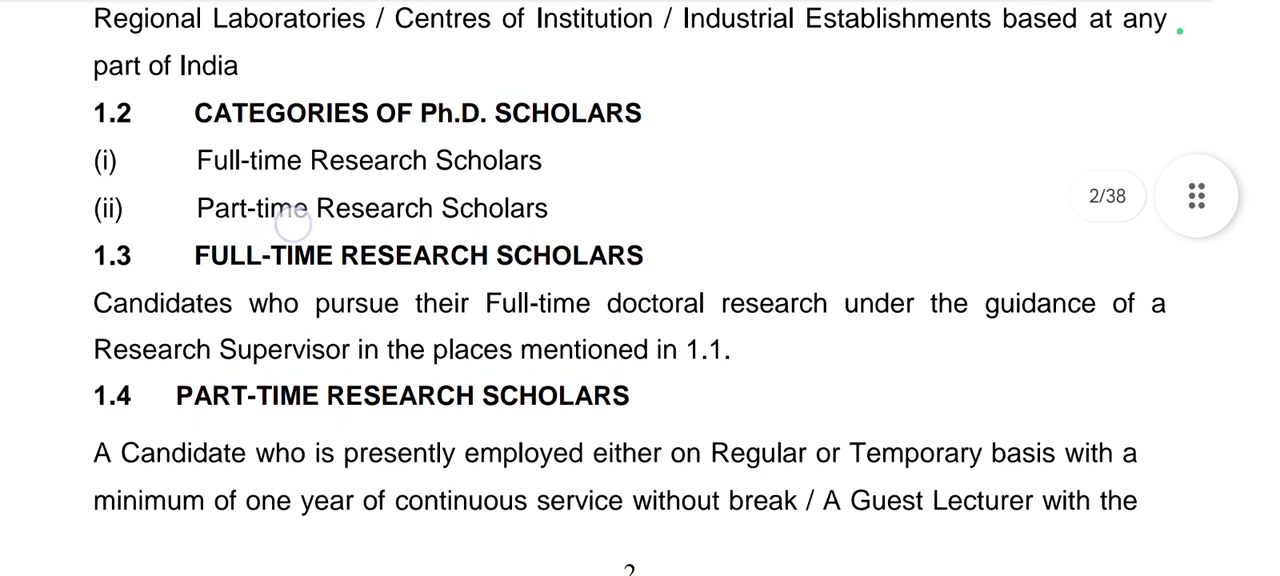 Regional Laboratories / Centres of Institution / Industrial Establishments based at any
part of India
1.2 CATEGORIES OF Ph.D. SCHOLARS
(i) Full-time Research Scholars
(ii) Part-time Research Scholars
2/38
1.3 FULL-TIME RESEARCH SCHOLARS
Candidates who pursue their Full-time doctoral research under the guidance of a
Research Supervisor in the places mentioned in 1.1.
1.4 PART-TIME RESEARCH SCHOLARS
A Candidate who is presently employed either on Regular or Temporary basis with a
minimum of one year of continuous service without break / A Guest Lecturer with the
2